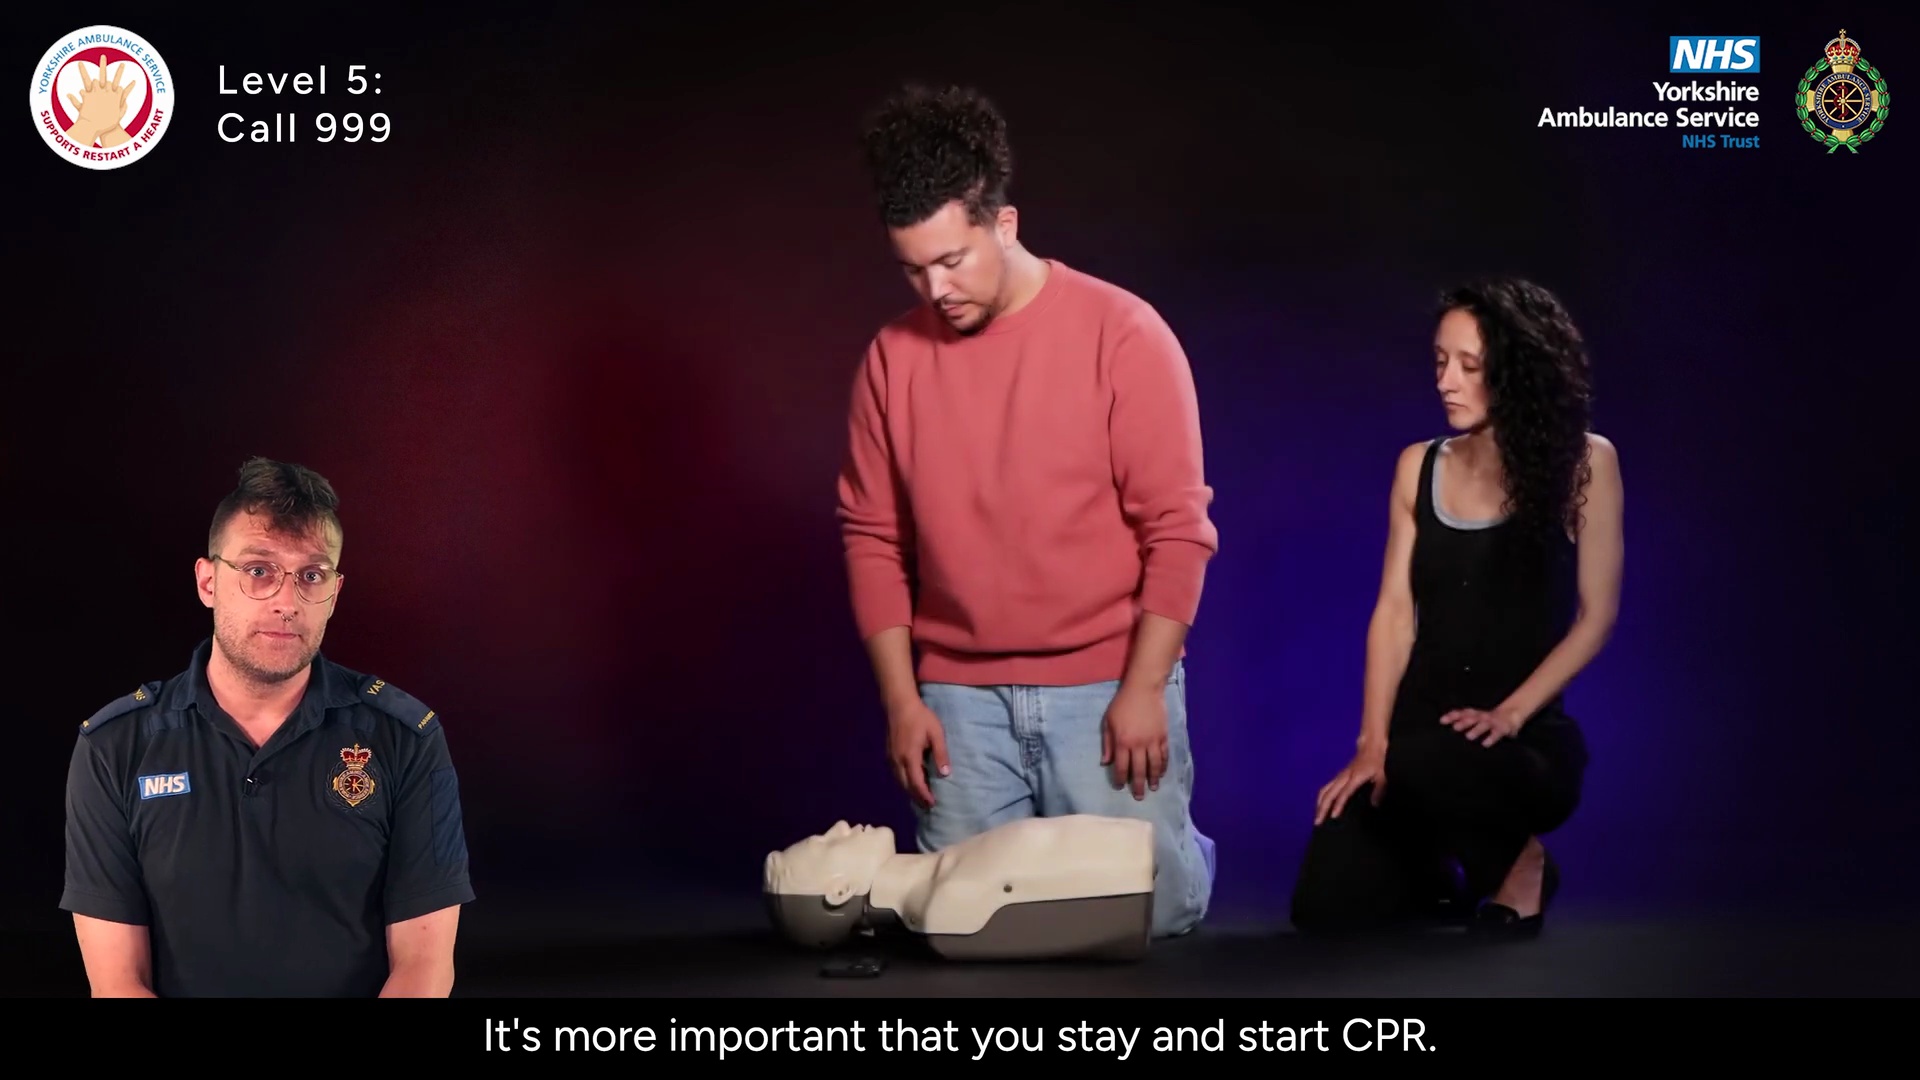 YORKSHIRE AMBULANCE SERVICE
SUPPORTS RESTART A HEART
Level 5:
Call 999
NHS
Yorkshire
Ambulance Service
NHS Trust
YAS
NHS
It's more important that you stay and start CPR.